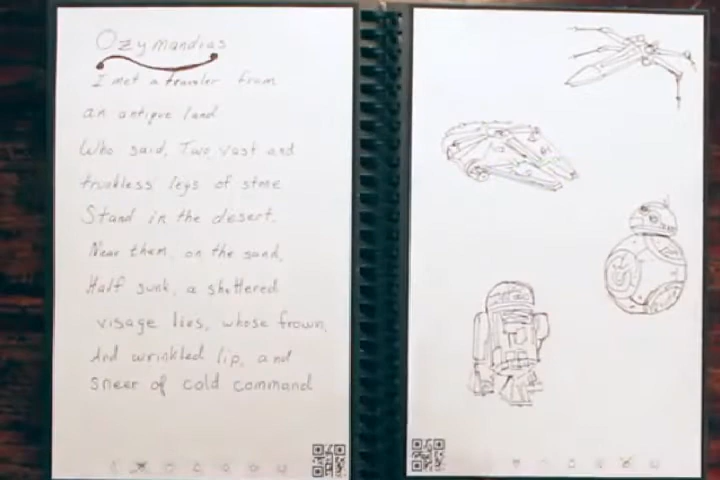 Ozymandias
I met a traveler from
an antique land
Who said, Two vast and
trunkless legs of stone
Stand in the desert.
Near them, on the sand,
Half sunk, a shattered
visage lies, whose frown,
And wrinkled lip, and
sneer of cold command